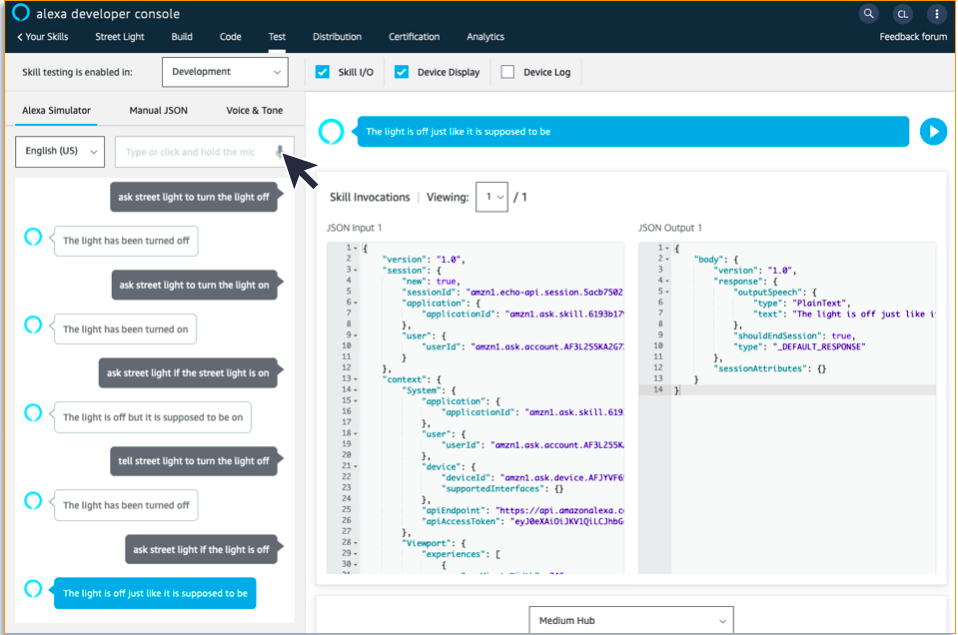 alexa developer console
CL
Your Skills
Street Light
Build
Code
Test
Distribution
Certification
Analytics
Feedback forum
Skill testing is enabled in:
Development
Skill I/O
Device Display
Device Log
Alexa Simulator
Manual JSON
Voice & Tone
English (US)
Type or click and hold the mic
ask street light to turn the light off
The light has been turned off
ask street light to turn the light on
The light has been turned on
ask street light if the street light is on
The light is off but it is supposed to be on
tell street light to turn the light off
The light has been turned off
ask street light if the light is off
The light is off just like it is supposed to be
The light is off just like it is supposed to be
Skill Invocations | Viewing: 1 / 1
JSON Input 1
1 {
2 "version": "1.0",
3 "session": {
4 "new": true,
5 "sessionId": "amzn1.echo-api.session.5acb7502
6 "application": {
7 "applicationId": "amzn1.ask.skill.6193b17
8 },
9 "user": {
10 "userId": "amzn1.ask.account.AF3L255KA2G
11 }
12 },
13 "context": {
14 "System": {
15 "application": {
16 "applicationId": "amzn1.ask.skill.619
17 },
18 "user": {
19 "userId": "amzn1.ask.account.AF3L255K
20 },
21 "device": {
22 "deviceId": "amzn1.ask.device.AFJYVF6
23 "supportedInterfaces": {}
24 },
25 "apiEndpoint": "https://api.amazonalexa.c
26 "apiAccessToken": "eyJ0eXAiOiJKV1QiLCJhbG
27 },
28 "Viewport": {
29 "experiences": [
30 {
JSON Output 1
1 {
2 "body": {
3 "version": "1.0",
4 "response": {
5 "outputSpeech": {
6 "type": "PlainText",
7 "text": "The light is off just like i
8 },
9 "shouldEndSession": true,
10 "type": "_DEFAULT_RESPONSE"
11 },
12 "sessionAttributes": {}
13 }
14 }
Medium Hub